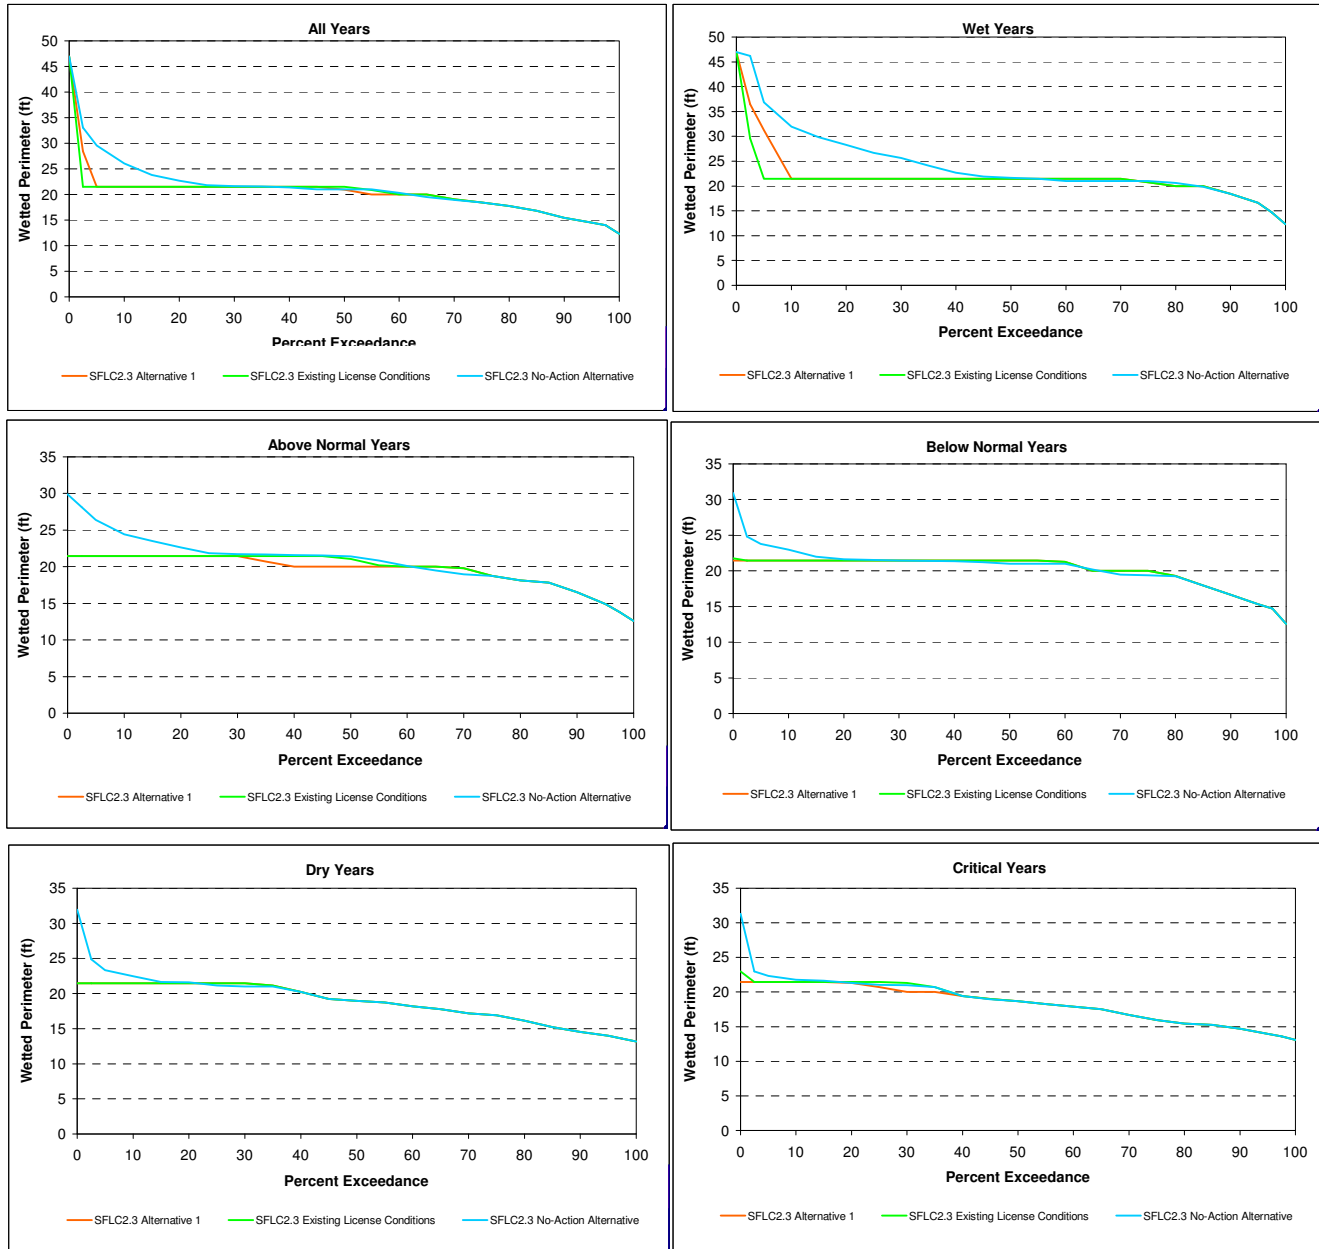 All Years
50
45
40
35
30
25
20
15
10
5
0
Wetted Perimeter (ft)
0 10 20 30 40 50 60 70 80 90 100
Percent Exceedance
SFLC2.3 Alternative 1 SFLC2.3 Existing License Conditions SFLC2.3 No-Action Alternative
Wet Years
50
45
40
35
30
25
20
15
10
5
0
Wetted Perimeter (ft)
0 10 20 30 40 50 60 70 80 90 100
Percent Exceedance
SFLC2.3 Alternative 1 SFLC2.3 Existing License Conditions SFLC2.3 No-Action Alternative
Above Normal Years
35
30
25
20
15
10
5
0
Wetted Perimeter (ft)
0 10 20 30 40 50 60 70 80 90 100
Percent Exceedance
SFLC2.3 Alternative 1 SFLC2.3 Existing License Conditions SFLC2.3 No-Action Alternative
Below Normal Years
35
30
25
20
15
10
5
0
Wetted Perimeter (ft)
0 10 20 30 40 50 60 70 80 90 100
Percent Exceedance
SFLC2.3 Alternative 1 SFLC2.3 Existing License Conditions SFLC2.3 No-Action Alternative
Dry Years
35
30
25
20
15
10
5
0
Wetted Perimeter (ft)
0 10 20 30 40 50 60 70 80 90 100
Percent Exceedance
SFLC2.3 Alternative 1 SFLC2.3 Existing License Conditions SFLC2.3 No-Action Alternative
Critical Years
35
30
25
20
15
10
5
0
Wetted Perimeter (ft)
0 10 20 30 40 50 60 70 80 90 100
Percent Exceedance
SFLC2.3 Alternative 1 SFLC2.3 Existing License Conditions SFLC2.3 No-Action Alternative